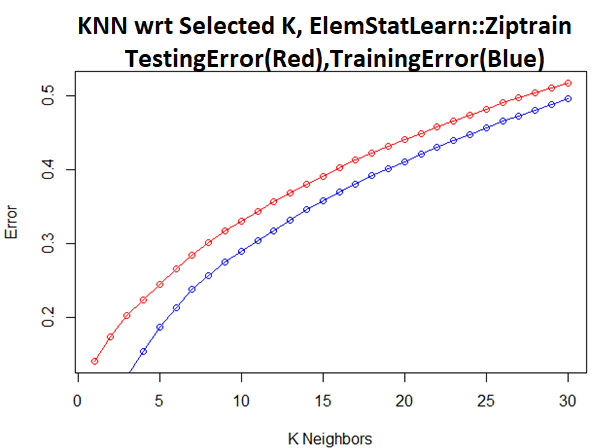 KNN wrt Selected K, ElemStatLearn::Ziptrain
TestingError(Red),TrainingError(Blue)
0.5
0.4
0.3
0.2
Error
0 5 10 15 20 25 30
K Neighbors